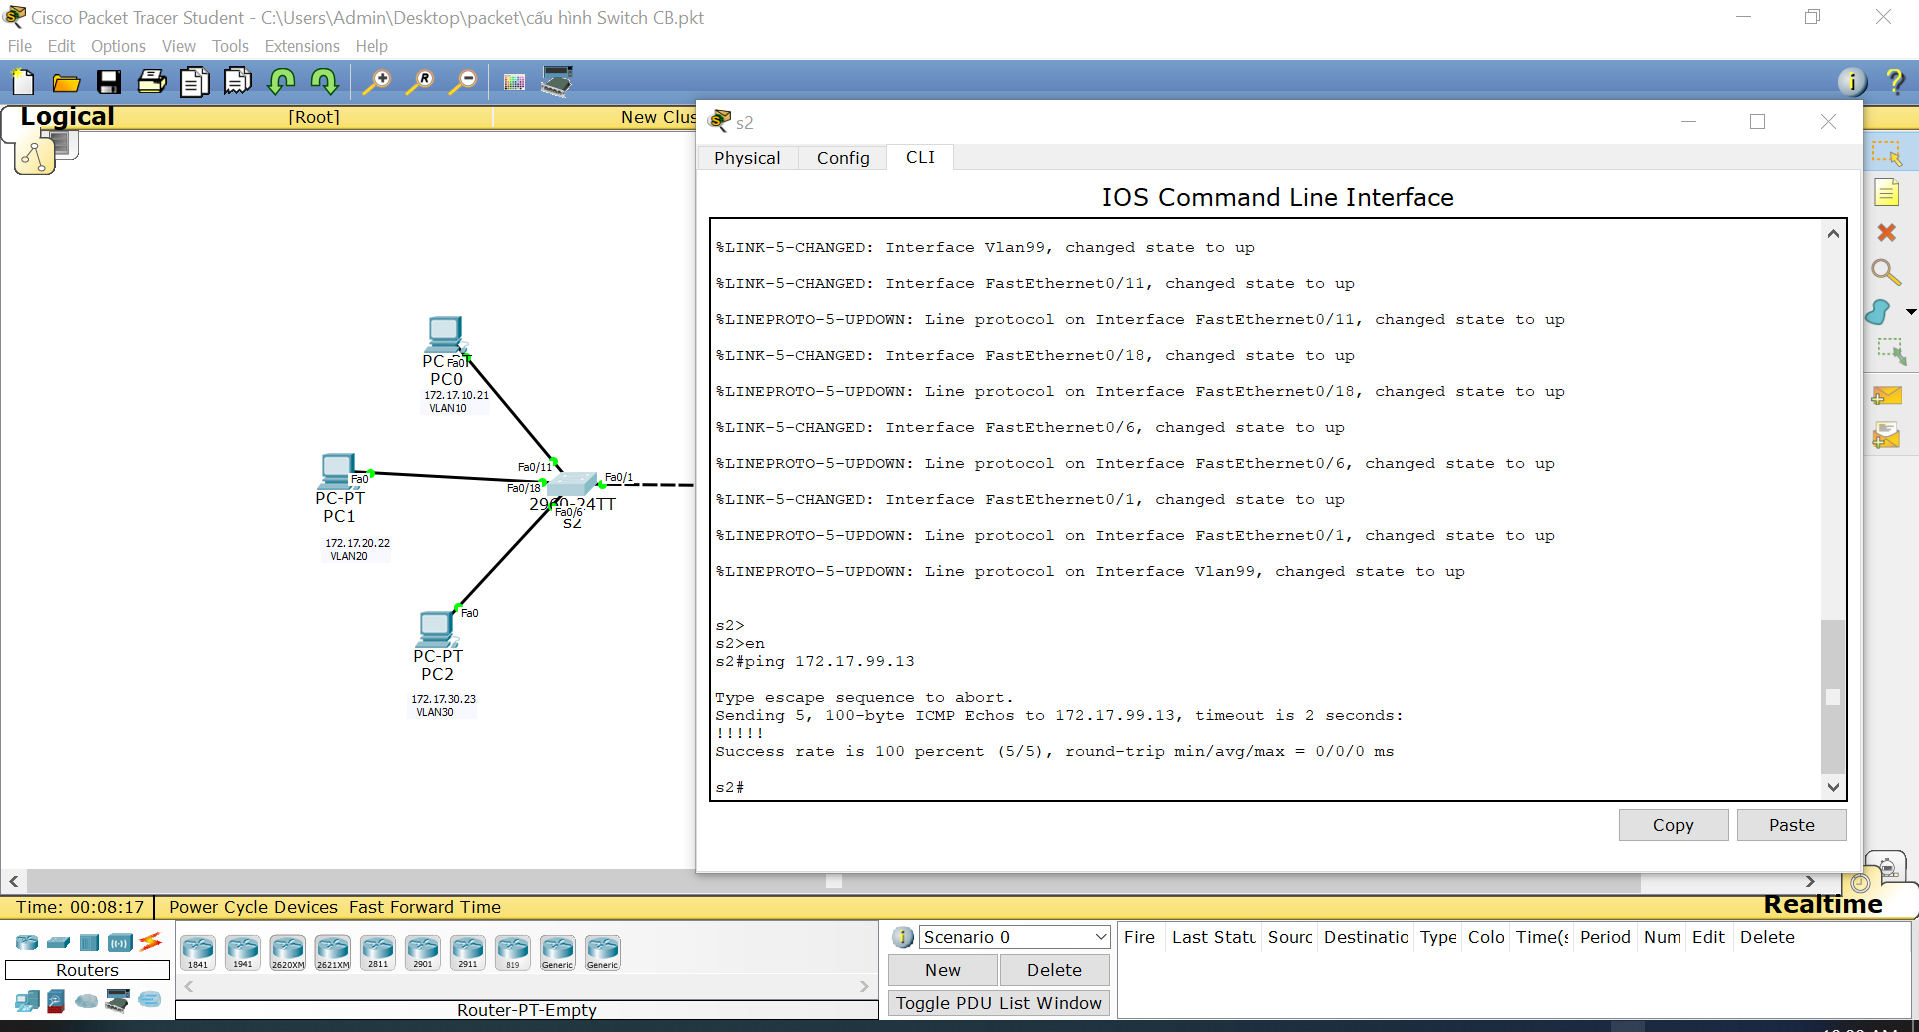 Cisco Packet Tracer Student - C:\Users\Admin\Desktop\packet\cấu hình Switch CB.pkt
File Edit Options View Tools Extensions Help
Logical [Root] New Clus
s2
Physical Config CLI
IOS Command Line Interface
%LINK-5-CHANGED: Interface Vlan99, changed state to up
%LINK-5-CHANGED: Interface FastEthernet0/11, changed state to up
%LINEPROTO-5-UPDOWN: Line protocol on Interface FastEthernet0/11, changed state to up
%LINK-5-CHANGED: Interface FastEthernet0/18, changed state to up
%LINEPROTO-5-UPDOWN: Line protocol on Interface FastEthernet0/18, changed state to up
%LINK-5-CHANGED: Interface FastEthernet0/6, changed state to up
%LINEPROTO-5-UPDOWN: Line protocol on Interface FastEthernet0/6, changed state to up
%LINK-5-CHANGED: Interface FastEthernet0/1, changed state to up
%LINEPROTO-5-UPDOWN: Line protocol on Interface FastEthernet0/1, changed state to up
%LINEPROTO-5-UPDOWN: Line protocol on Interface Vlan99, changed state to up
s2>
s2>en
s2#ping 172.17.99.13
Type escape sequence to abort.
Sending 5, 100-byte ICMP Echos to 172.17.99.13, timeout is 2 seconds:
!!!!!
Success rate is 100 percent (5/5), round-trip min/avg/max = 0/0/0 ms
s2#
Copy Paste
PC Fa0
PC0
172.17.10.21
VLAN10
Fa0
PC-PT
PC1
172.17.20.22
VLAN20
Fa0/11
Fa0/18
Fa0/1
2960-24TT
Fa0/6
s2
Fa0
PC-PT
PC2
172.17.30.23
VLAN30
Time: 00:08:17 Power Cycle Devices Fast Forward Time
Realtime
Routers
1841 1941 2620XM 2621XM 2811 2901 2911 819 Generic Generic
Router-PT-Empty
Scenario 0
New Delete
Toggle PDU List Window
Fire Last Statu Sourc Destinatio Type Colo Time(s Period Num Edit Delete